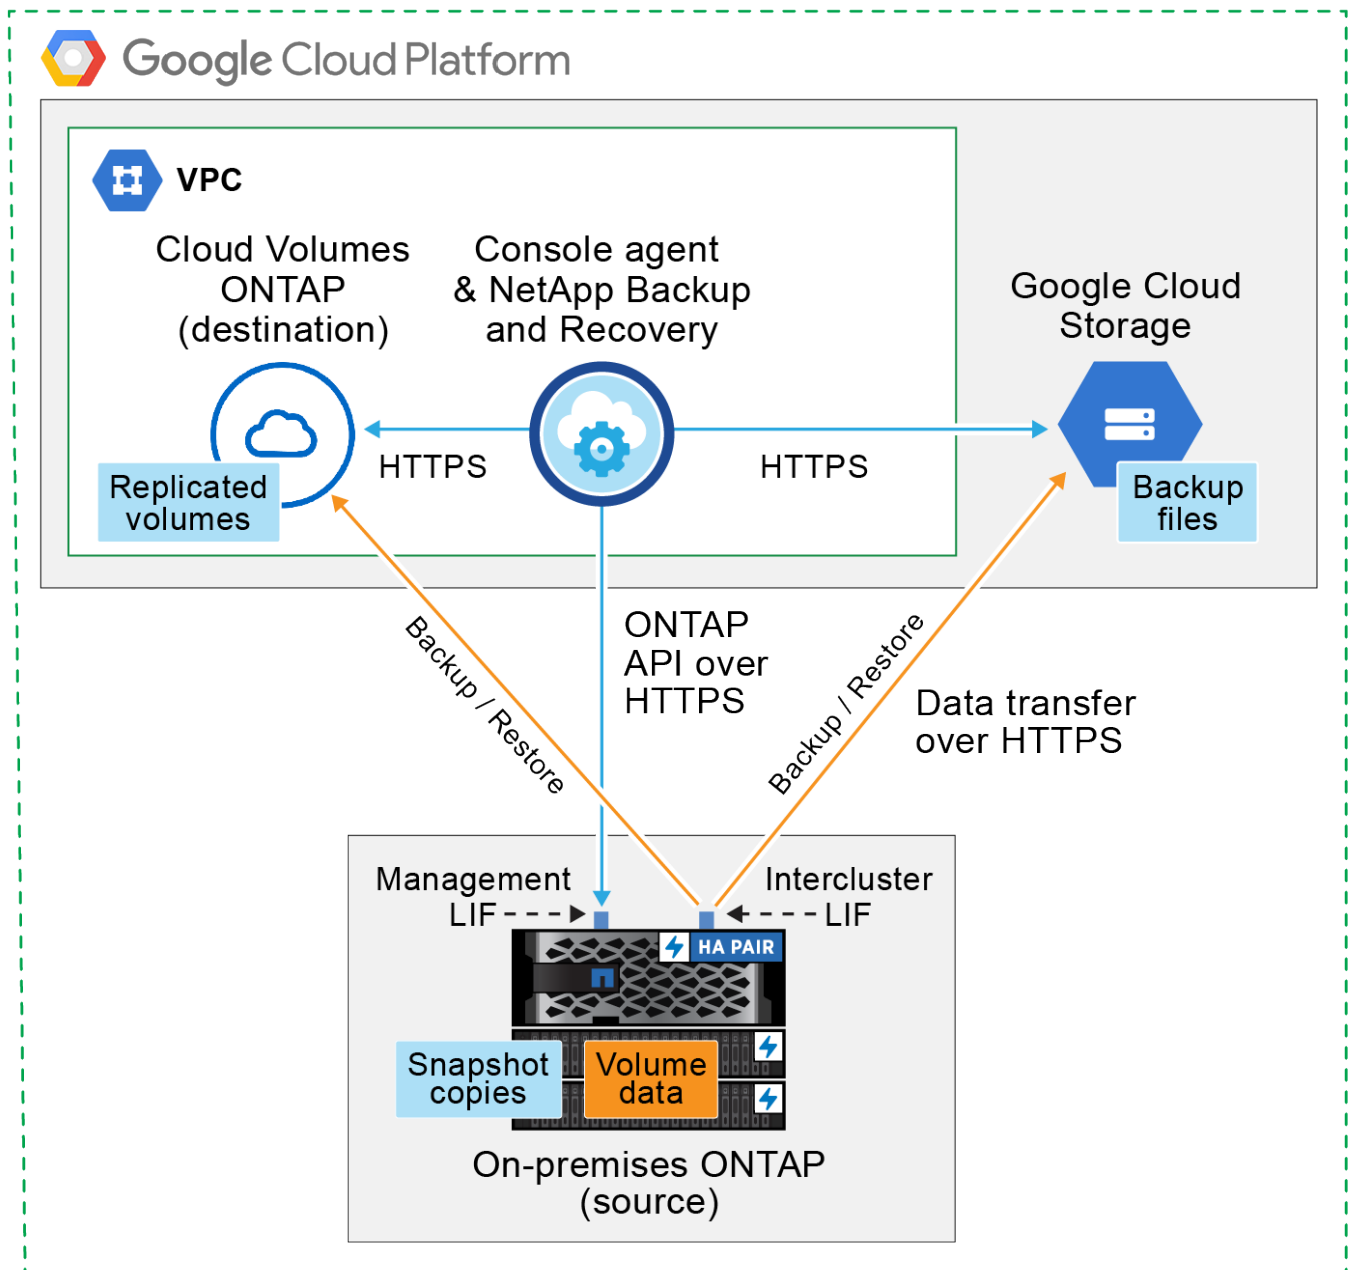 Google Cloud Platform
VPC
Cloud Volumes
ONTAP
(destination)
Console agent
& NetApp Backup
and Recovery
Google Cloud
Storage
HTTPS
HTTPS
Replicated
volumes
Backup
files
ONTAP
API over
HTTPS
Backup / Restore
Backup / Restore
Data transfer
over HTTPS
Management
LIF
Intercluster
LIF
HA PAIR
Snapshot
copies
Volume
data
On-premises ONTAP
(source)